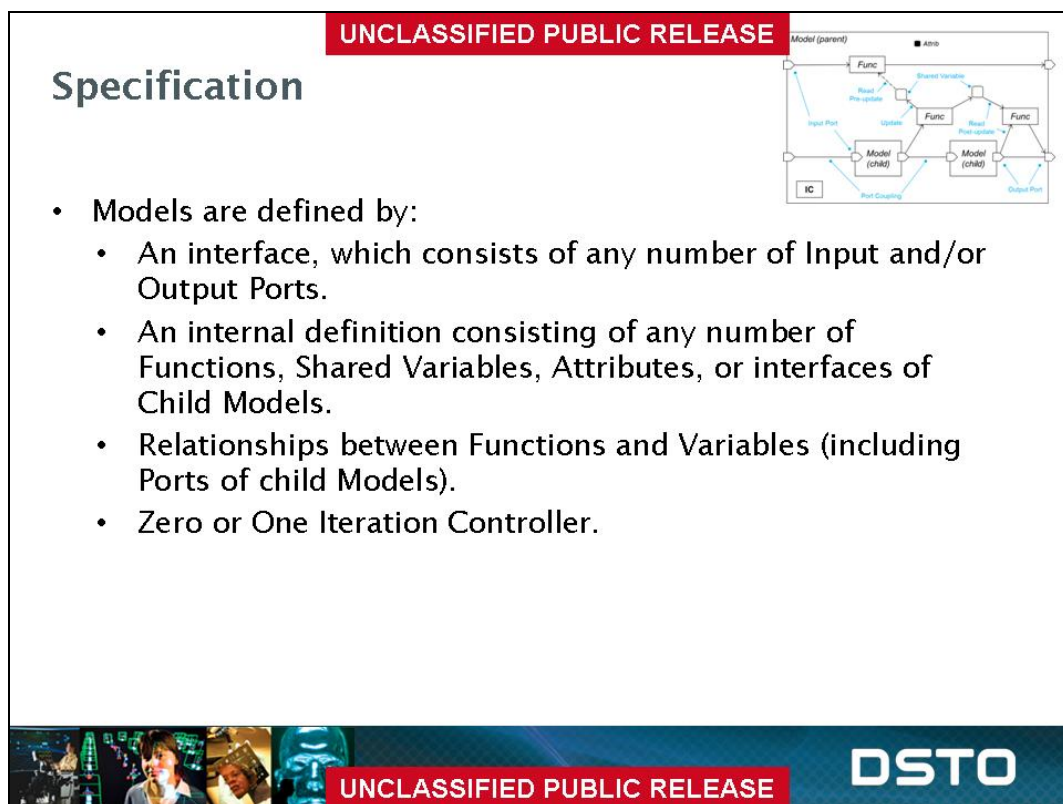 UNCLASSIFIED PUBLIC RELEASE
Specification
Model (parent)
Attrib
Func
Shared Variable
Read
Pre-update
Input Port
Update
Func
Read
Post-update
Func
Model
(child)
Model
(child)
IC
Port Coupling
Output Port
• Models are defined by:
• An interface, which consists of any number of Input and/or
Output Ports.
• An internal definition consisting of any number of
Functions, Shared Variables, Attributes, or interfaces of
Child Models.
• Relationships between Functions and Variables (including
Ports of child Models).
• Zero or One Iteration Controller.
DSTO
UNCLASSIFIED PUBLIC RELEASE